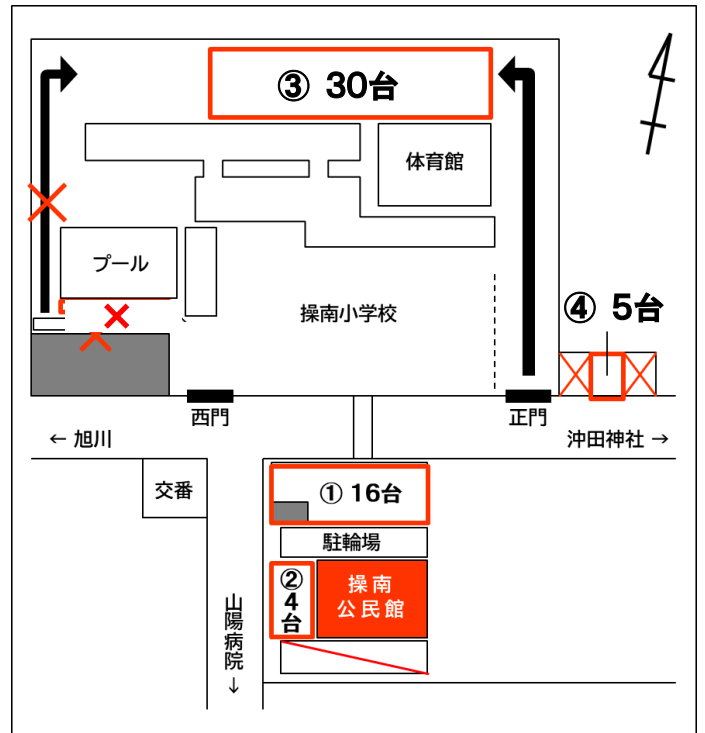 ③ 30台
体育館
プール
操南小学校
④ 5台
西門
正門
← 旭川
沖田神社 →
交番
① 16台
駐輪場
②
4
台
操南
公民館
山陽病院→